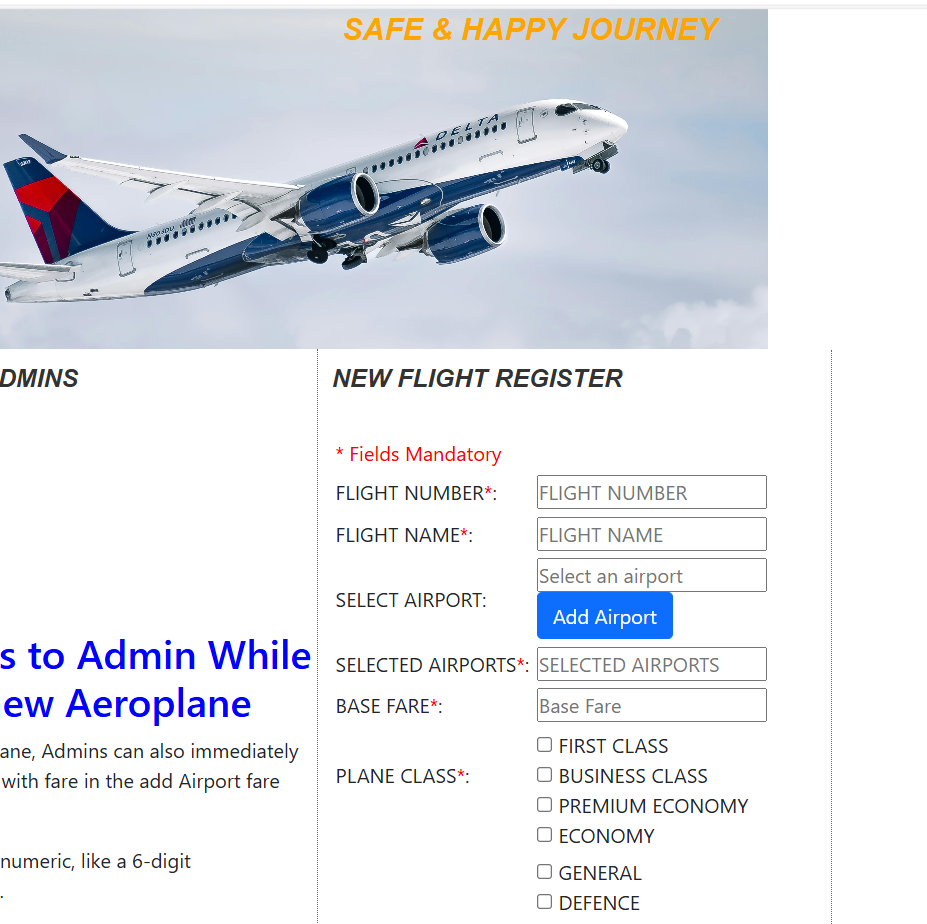 SAFE & HAPPY JOURNEY
DELTA
DMINS
s to Admin While
ew Aeroplane
ane, Admins can also immediately
with fare in the add Airport fare
numeric, like a 6-digit
.
NEW FLIGHT REGISTER
* Fields Mandatory
FLIGHT NUMBER*: FLIGHT NUMBER
FLIGHT NAME*: FLIGHT NAME
SELECT AIRPORT: Select an airport
Add Airport
SELECTED AIRPORTS*: SELECTED AIRPORTS
BASE FARE*: Base Fare
PLANE CLASS*:
FIRST CLASS
BUSINESS CLASS
PREMIUM ECONOMY
ECONOMY
GENERAL
DEFENCE